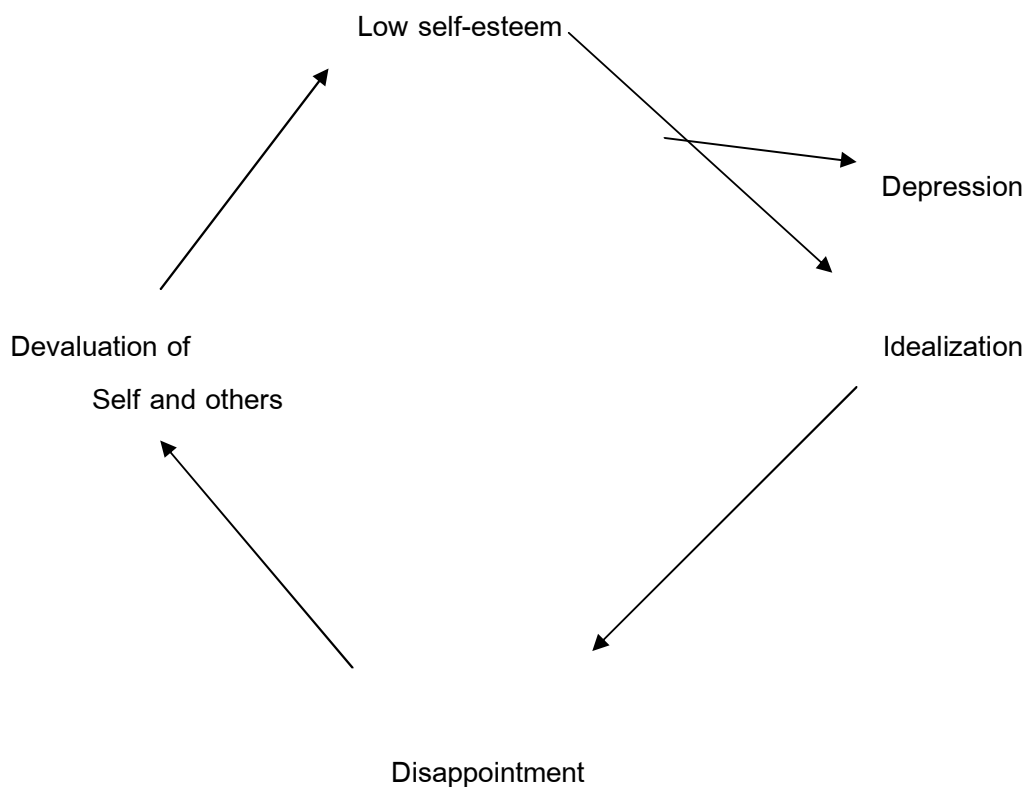 Low self-esteem
Depression
Devaluation of
Idealization
Self and others
Disappointment